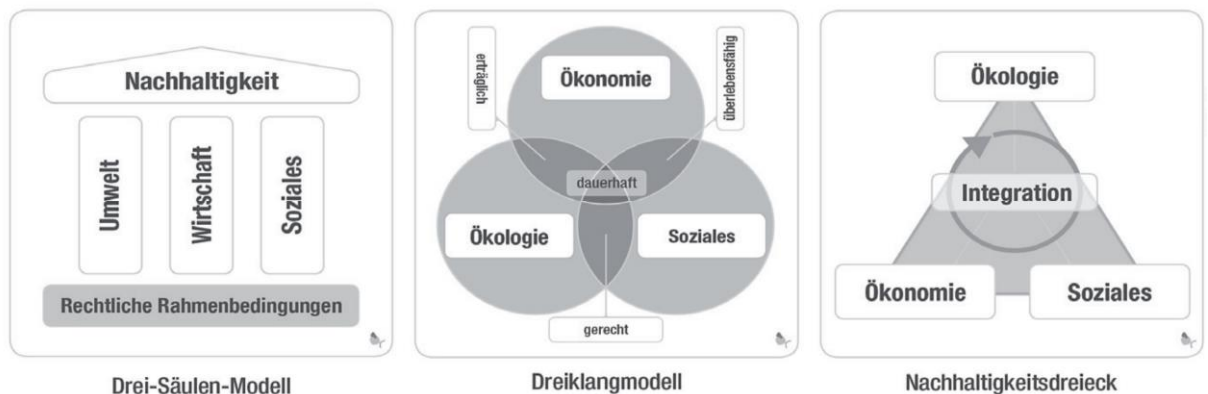 Nachhaltigkeit
Umwelt
Wirtschaft
Soziales
Rechtliche Rahmenbedingungen
Drei-Säulen-Modell
erträglich
Ökonomie
überlebensfähig
dauerhaft
Ökologie
Soziales
gerecht
Dreiklangmodell
Ökologie
Integration
Ökonomie
Soziales
Nachhaltigkeitsdreieck